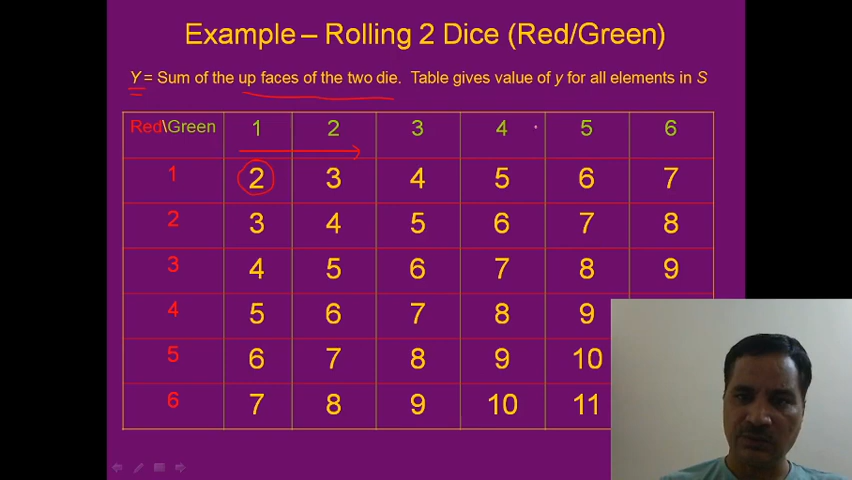 Example – Rolling 2 Dice (Red/Green)
Y = Sum of the up faces of the two die. Table gives value of y for all elements in S
Red\Green 1 2 3 4 5 6
1 2 3 4 5 6 7
2 3 4 5 6 7 8
3 4 5 6 7 8 9
4 5 6 7 8 9
5 6 7 8 9 10
6 7 8 9 10 11